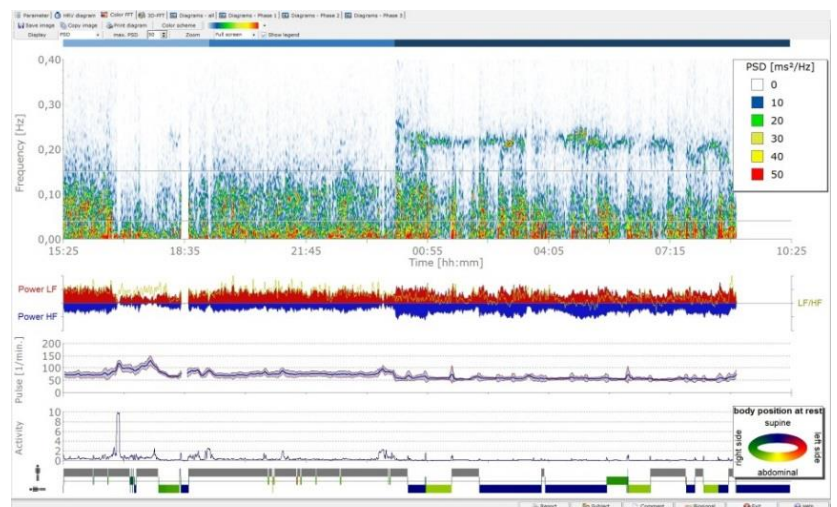 Parameter HRV diagram Color FFT 3D-FFT Diagrams - all Diagrams - Phase 1 Diagrams - Phase 2 Diagrams - Phase 3
Save image Copy image Print diagram Color scheme
Display PSD max. PSD 50 Zoom Full screen Show legend
PSD [ms²/Hz]
0
10
20
30
40
50
Frequency [Hz]
0,40
0,30
0,20
0,10
0,00
15:25 18:35 21:45 00:55 04:05 07:15 10:25
Time [hh:mm]
Power LF
Power HF
LF/HF
Pulse [1/min.]
200
150
100
50
0
Activity
10
8
6
4
2
0
body position at rest
supine
right side
left side
abdominal
Report Subject Comment Exit